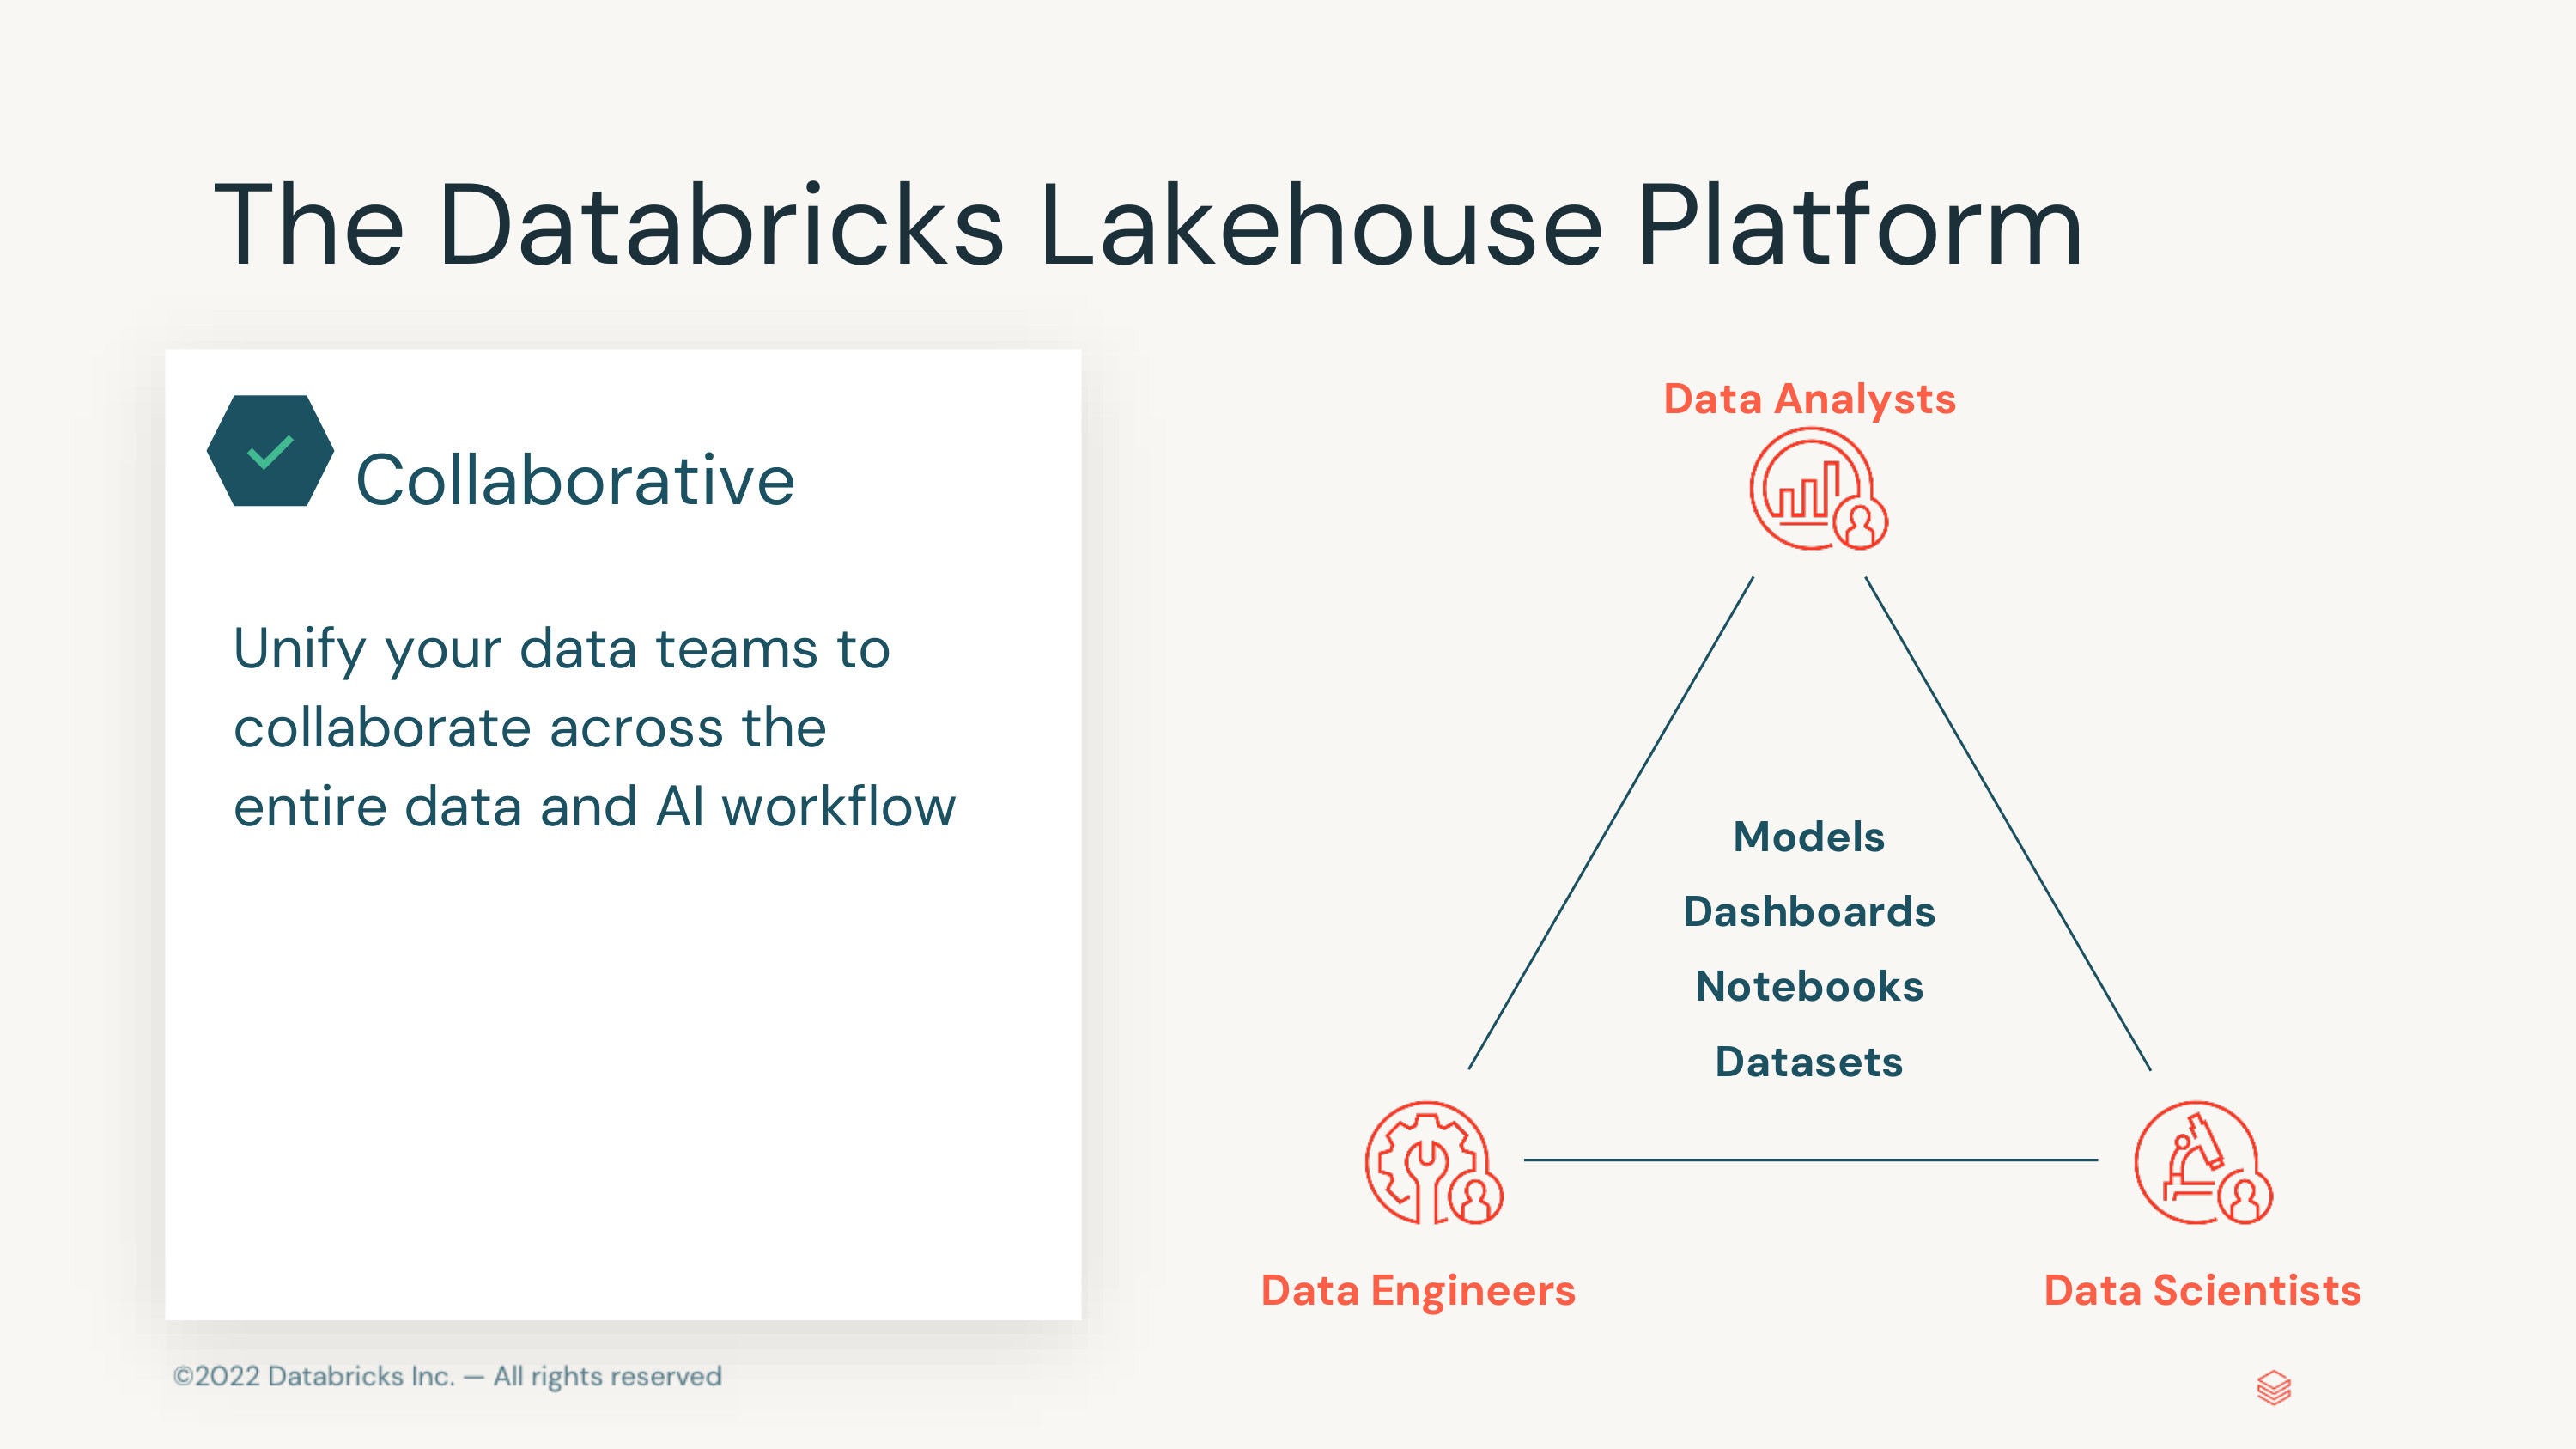 The Databricks Lakehouse Platform
Collaborative
Unify your data teams to
collaborate across the
entire data and AI workflow
Data Analysts
Models
Dashboards
Notebooks
Datasets
Data Engineers
Data Scientists
©2022 Databricks Inc. — All rights reserved